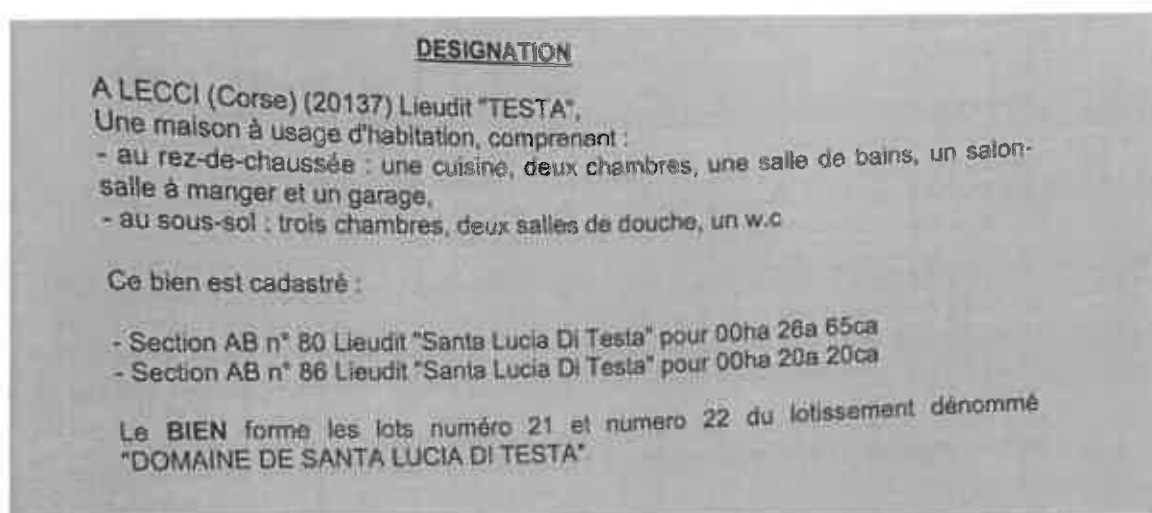 DESIGNATION
A LECCI (Corse) (20137) Lieudit "TESTA",
Une maison à usage d'habitation, comprenant :
- au rez-de-chaussée : une cuisine, deux chambres, une salle de bains, un salon-
salle à manger et un garage,
- au sous-sol : trois chambres, deux salles de douche, un w.c
Ce bien est cadastré :
- Section AB n° 80 Lieudit "Santa Lucia Di Testa" pour 00ha 26a 65ca
- Section AB n° 86 Lieudit "Santa Lucia Di Testa" pour 00ha 20a 20ca
Le BIEN forme les lots numéro 21 et numero 22 du lotissement dénommé
"DOMAINE DE SANTA LUCIA DI TESTA".